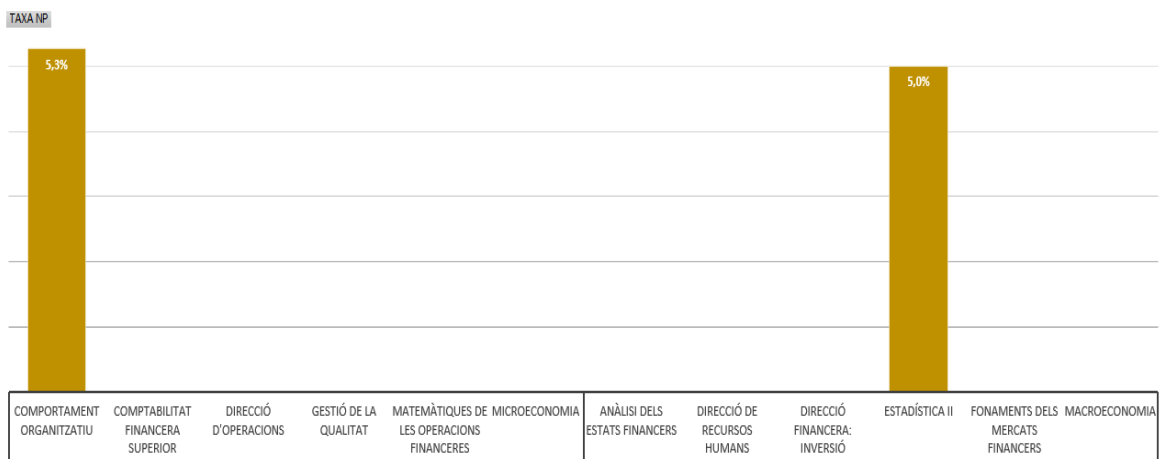 TAXA NP
5,3%
5,0%
COMPORTAMENT
ORGANITZATIU
COMPTABILITAT
FINANCERA
SUPERIOR
DIRECCIÓ
D'OPERACIONS
GESTIÓ DE LA
QUALITAT
MATEMÀTIQUES DE
LES OPERACIONS
FINANCERES
MICROECONOMIA
ANÀLISI DELS
ESTATS FINANCERS
DIRECCIÓ DE
RECURSOS
HUMANS
DIRECCIÓ
FINANCERA:
INVERSIÓ
ESTADÍSTICA II
FONAMENTS DELS
MERCATS
FINANCERS
MACROECONOMIA